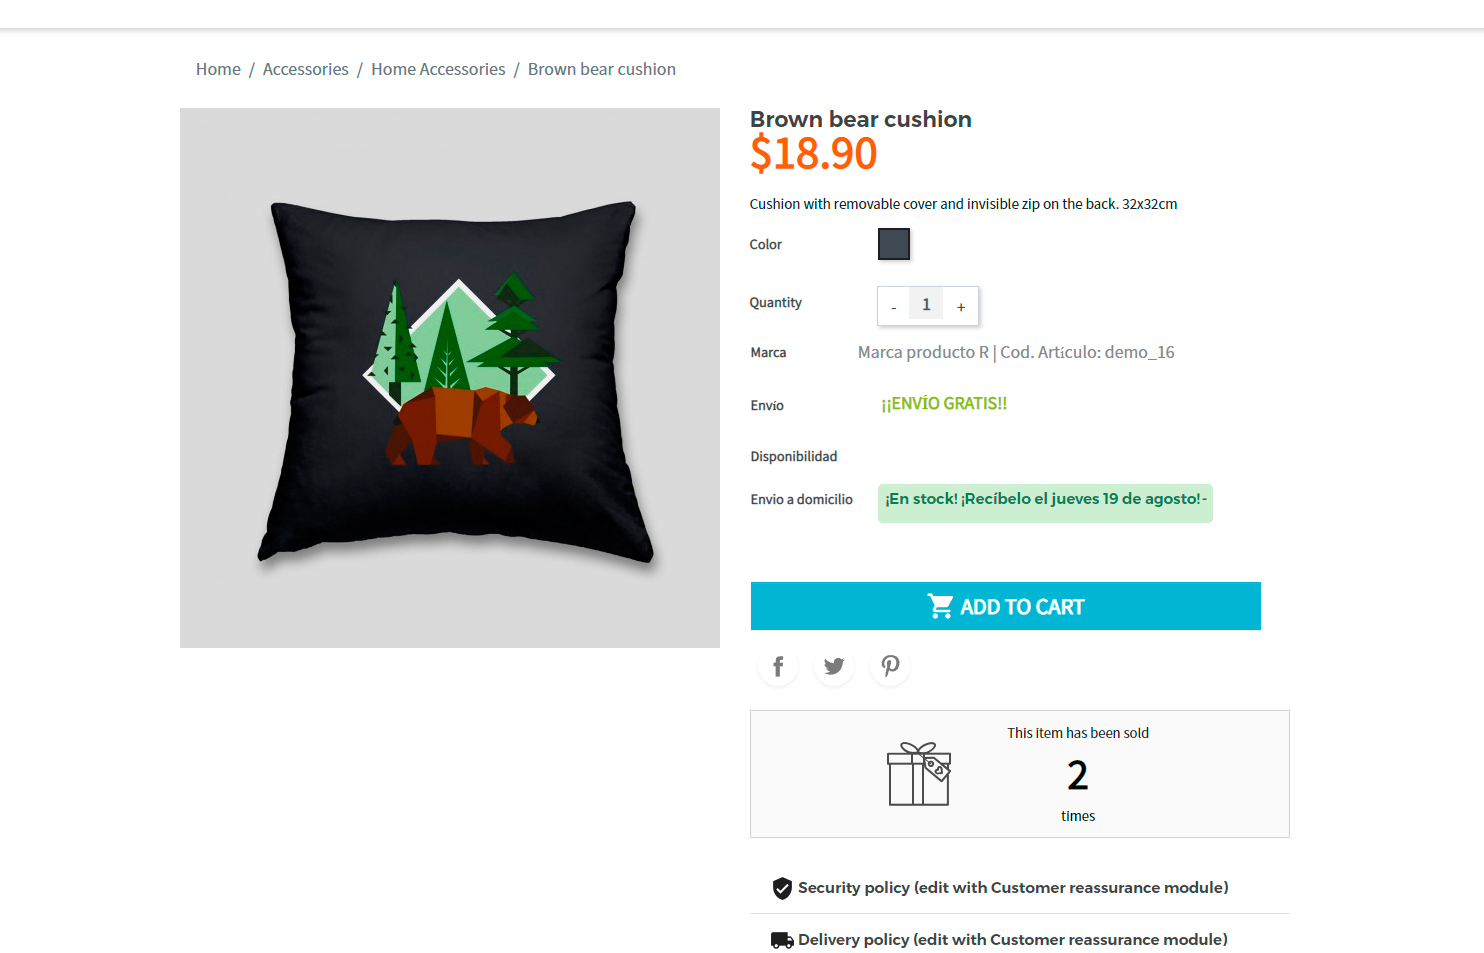 Home / Accessories / Home Accessories / Brown bear cushion
Brown bear cushion
$18.90
Cushion with removable cover and invisible zip on the back. 32x32cm
Color
Quantity - 1 +
Marca Marca producto R | Cod. Artículo: demo_16
Envío ¡¡ENVÍO GRATIS!!
Disponibilidad
Envio a domicilio ¡En stock! ¡Recíbelo el jueves 19 de agosto! -
ADD TO CART
This item has been sold
2
times
Security policy (edit with Customer reassurance module)
Delivery policy (edit with Customer reassurance module)